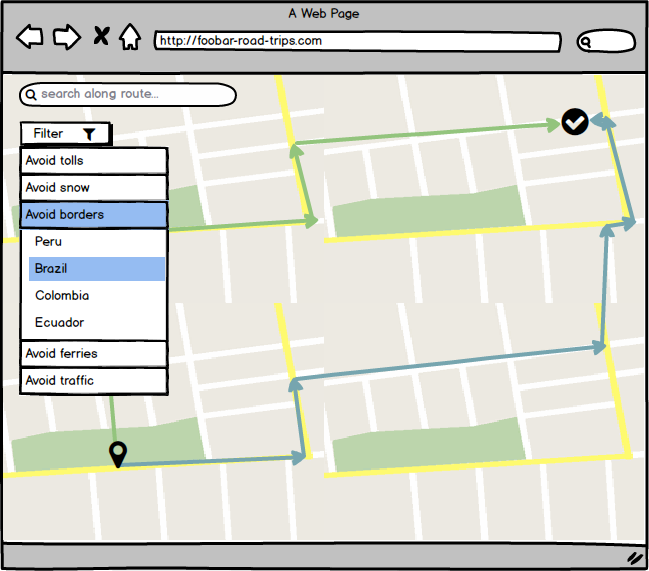 A Web Page
http://foobar-road-trips.com
search along route...
Filter
Avoid tolls
Avoid snow
Avoid borders
Peru
Brazil
Colombia
Ecuador
Avoid ferries
Avoid traffic